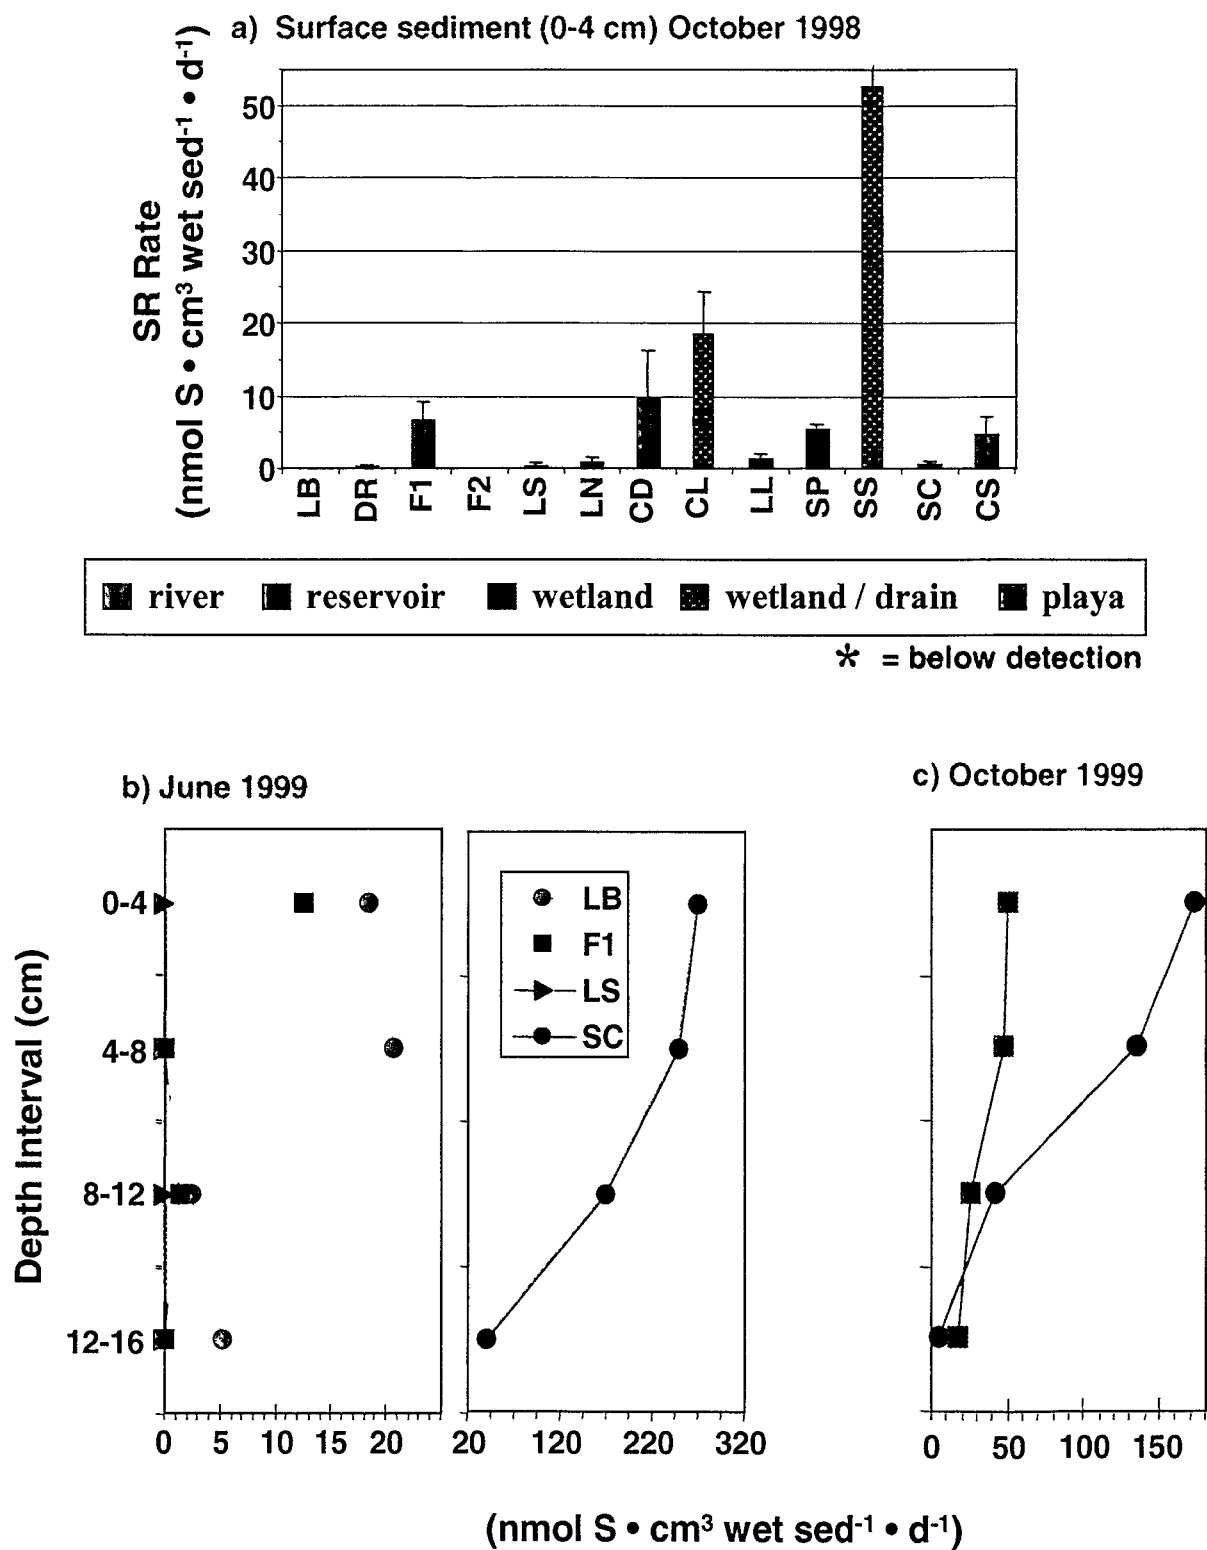 a) Surface sediment (0-4 cm) October 1998
SR Rate
(nmol S • cm³ wet sed⁻¹ • d⁻¹)
50
40
30
20
10
0
LB DR F1 F2 LS LN CD CL LL SP SS SC CS
river reservoir wetland wetland / drain playa
* = below detection
b) June 1999
c) October 1999
Depth Interval (cm)
0-4
4-8
8-12
12-16
LB
F1
LS
SC
0 5 10 15 20
20 120 220 320
0 50 100 150
(nmol S • cm³ wet sed⁻¹ • d⁻¹)